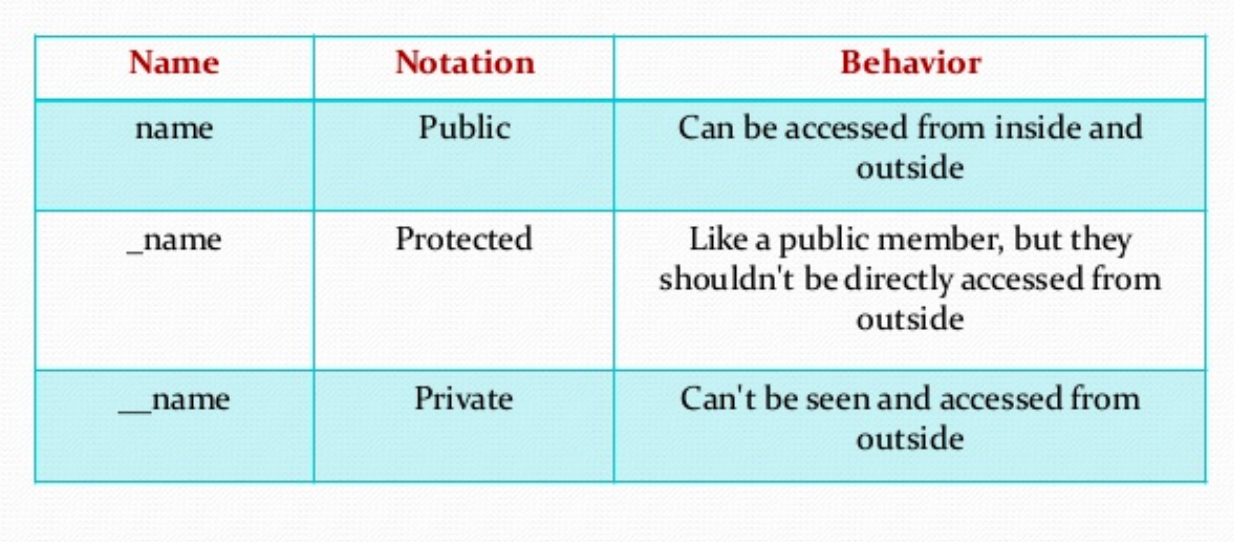 Name Notation Behavior
name Public Can be accessed from inside and
outside
_name Protected Like a public member, but they
shouldn't be directly accessed from
outside
__name Private Can't be seen and accessed from
outside